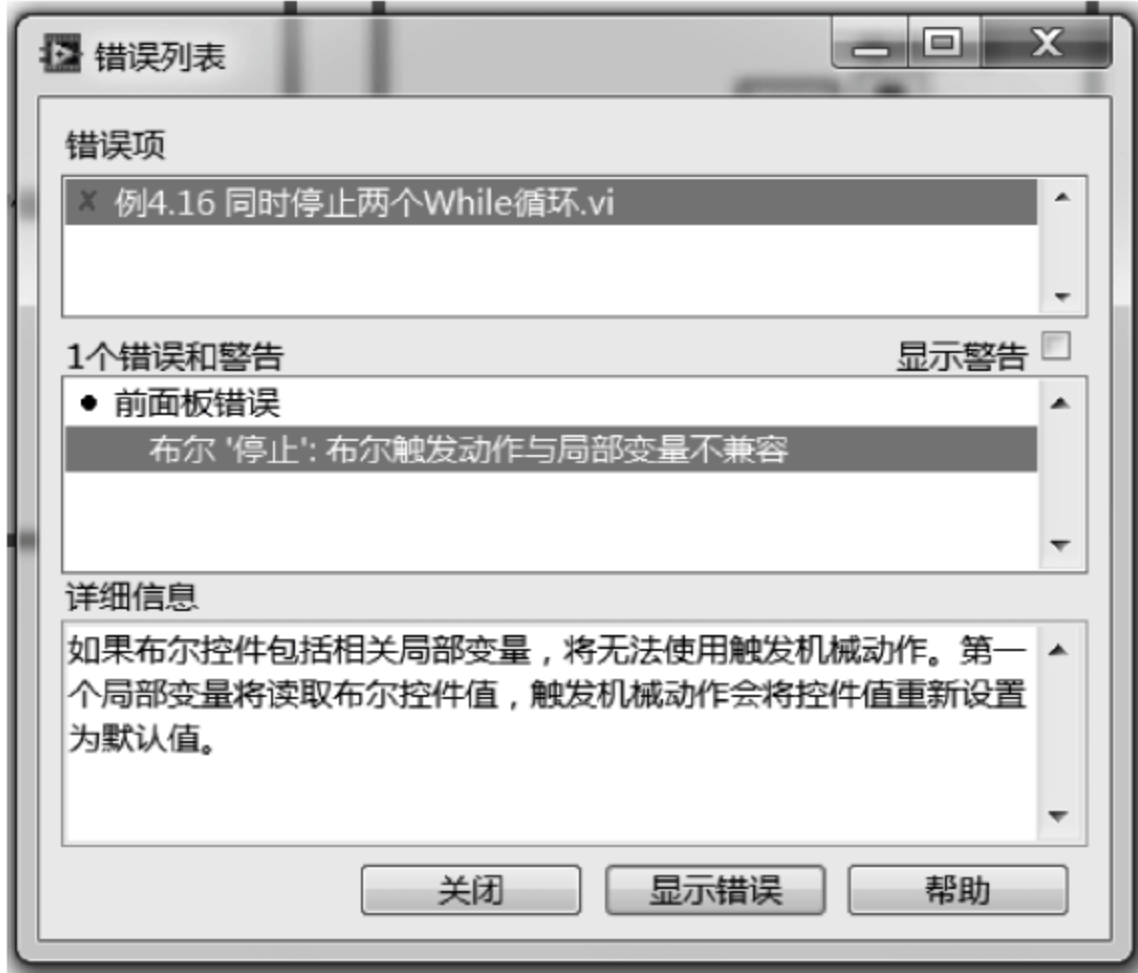 错误列表
错误项
例4.16 同时停止两个While循环.vi
1个错误和警告
显示警告
前面板错误
布尔 '停止': 布尔触发动作与局部变量不兼容
详细信息
如果布尔控件包括相关局部变量，将无法使用触发机械动作。第一
个局部变量将读取布尔控件值，触发机械动作会将控件值重新设置
为默认值。
关闭
显示错误
帮助